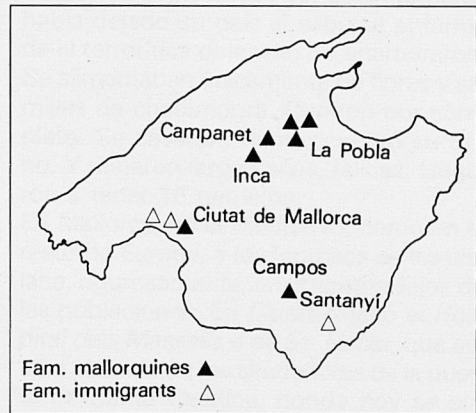 Campanet
La Pobla
Inca
Ciutat de Mallorca
Campos
Santanyí
Fam. mallorquines
Fam. immigrants